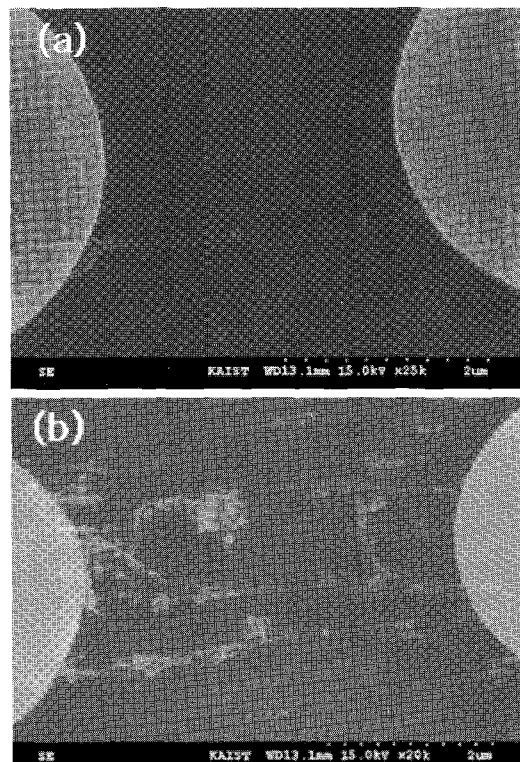 (a)
SE KAIST WD13.1mm 15.0kV x25k 2um
(b)
SE KAIST WD13.1mm 15.0kV x20k 2um